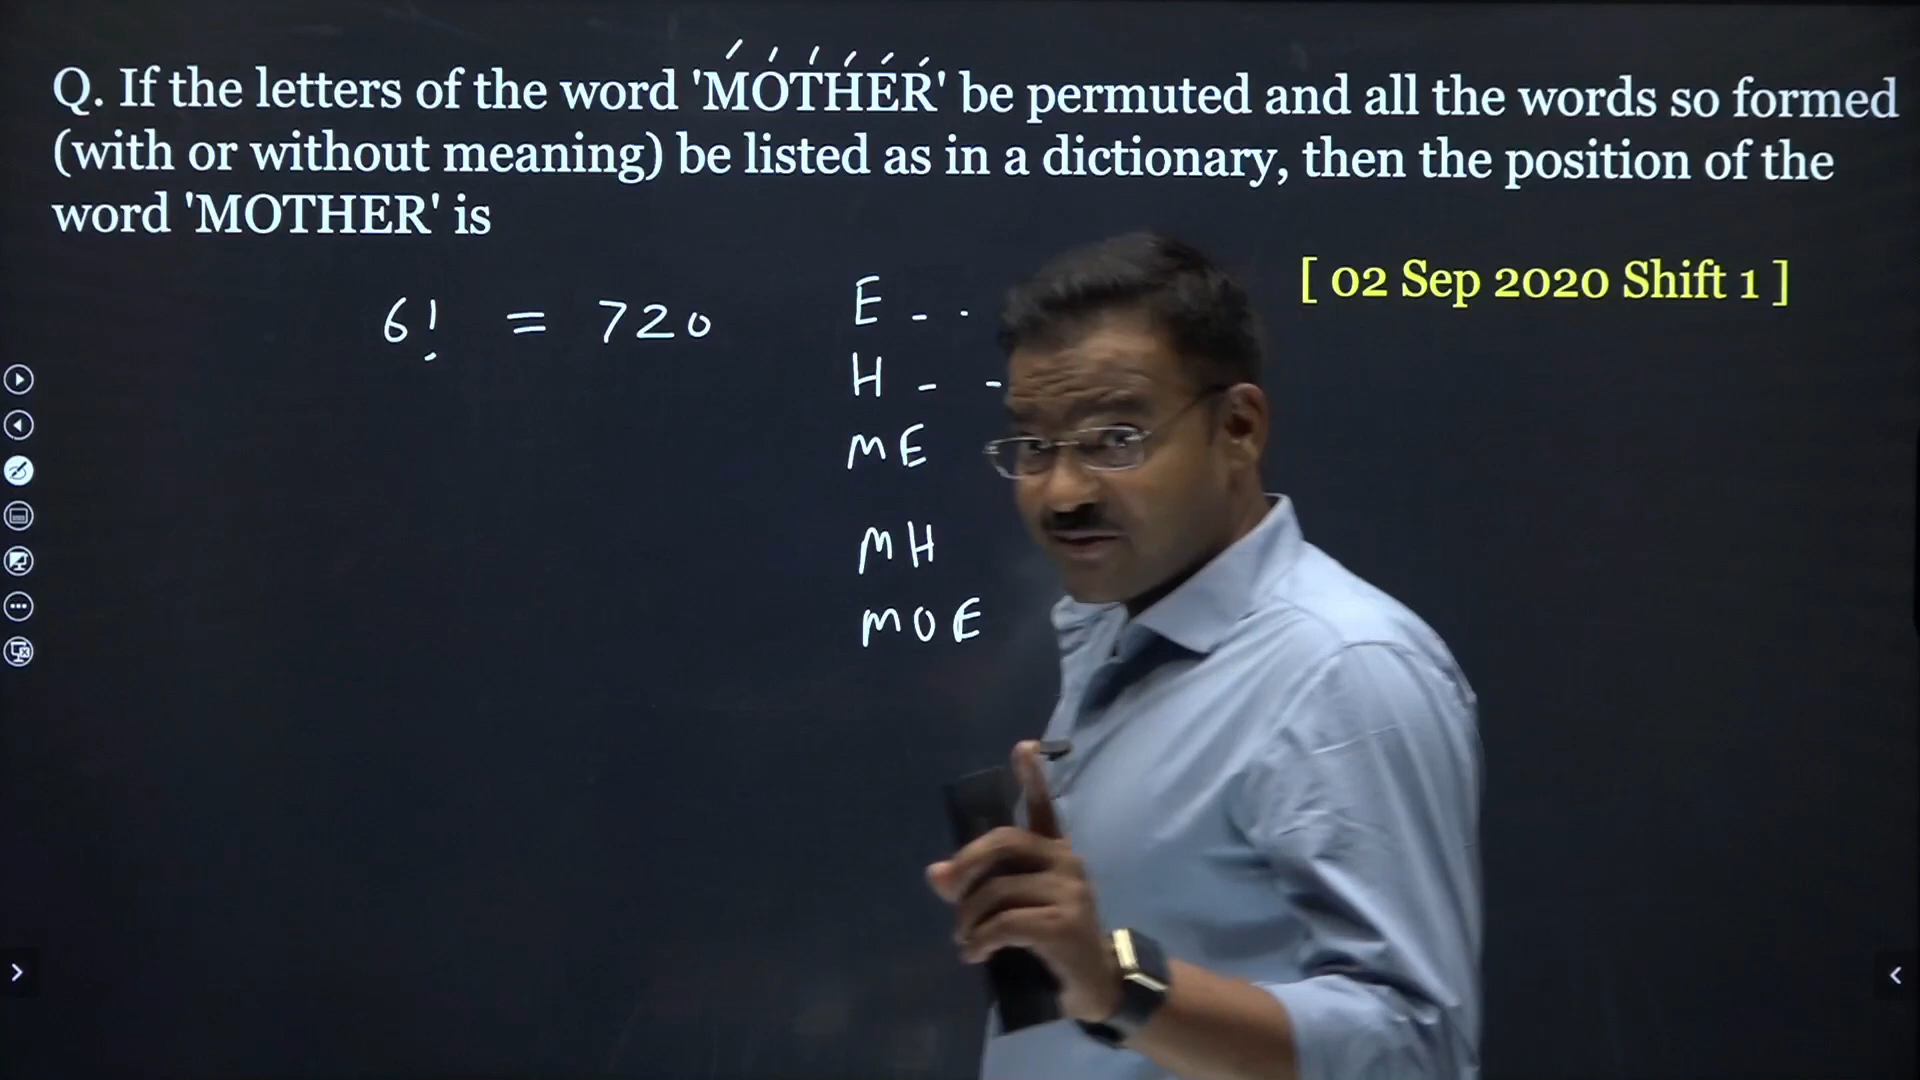 Q. If the letters of the word 'MOTHER' be permuted and all the words so formed
(with or without meaning) be listed as in a dictionary, then the position of the
word 'MOTHER' is
[ 02 Sep 2020 Shift 1 ]
6! = 720
E - -
H - -
ME
MH
MOE